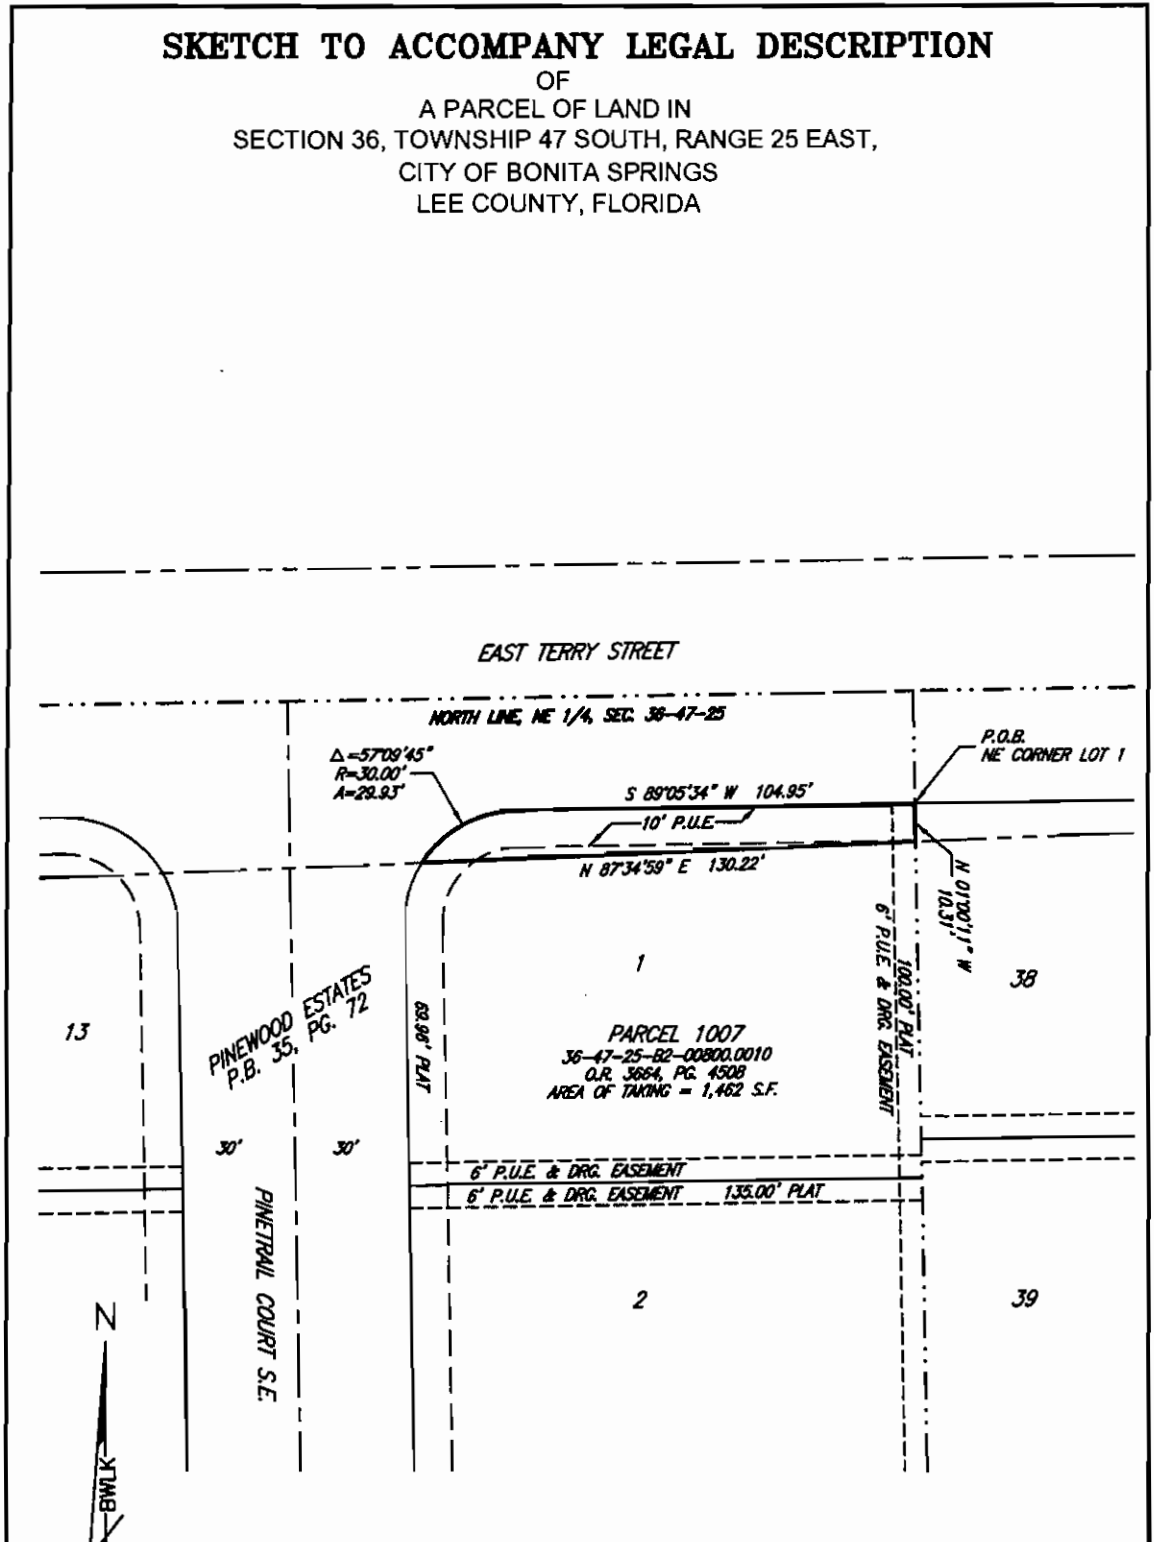 SKETCH TO ACCOMPANY LEGAL DESCRIPTION
OF
A PARCEL OF LAND IN
SECTION 36, TOWNSHIP 47 SOUTH, RANGE 25 EAST,
CITY OF BONITA SPRINGS
LEE COUNTY, FLORIDA
EAST TERRY STREET
NORTH LINE, NE 1/4, SEC. 36-47-25
Δ=57°09'45"
R=30.00'
A=29.93'
P.O.B.
NE CORNER LOT 1
S 89°05'34" W 104.95'
10' P.U.E.
N 87°34'59" E 130.22'
N 01°00'11" W
10.31'
6' P.U.E. & DRG. EASEMENT
100.00' PLAT
1
38
13
PINEWOOD ESTATES
P.B. 35, PG. 72
69.96' PLAT
PARCEL 1007
36-47-25-B2-00800.0010
O.R. 3664, PG. 4508
AREA OF TAKING = 1,462 S.F.
30'
30'
6' P.U.E. & DRG. EASEMENT
6' P.U.E. & DRG. EASEMENT 135.00' PLAT
PINETRAIL COURT S.E.
2
39
N
BWLK